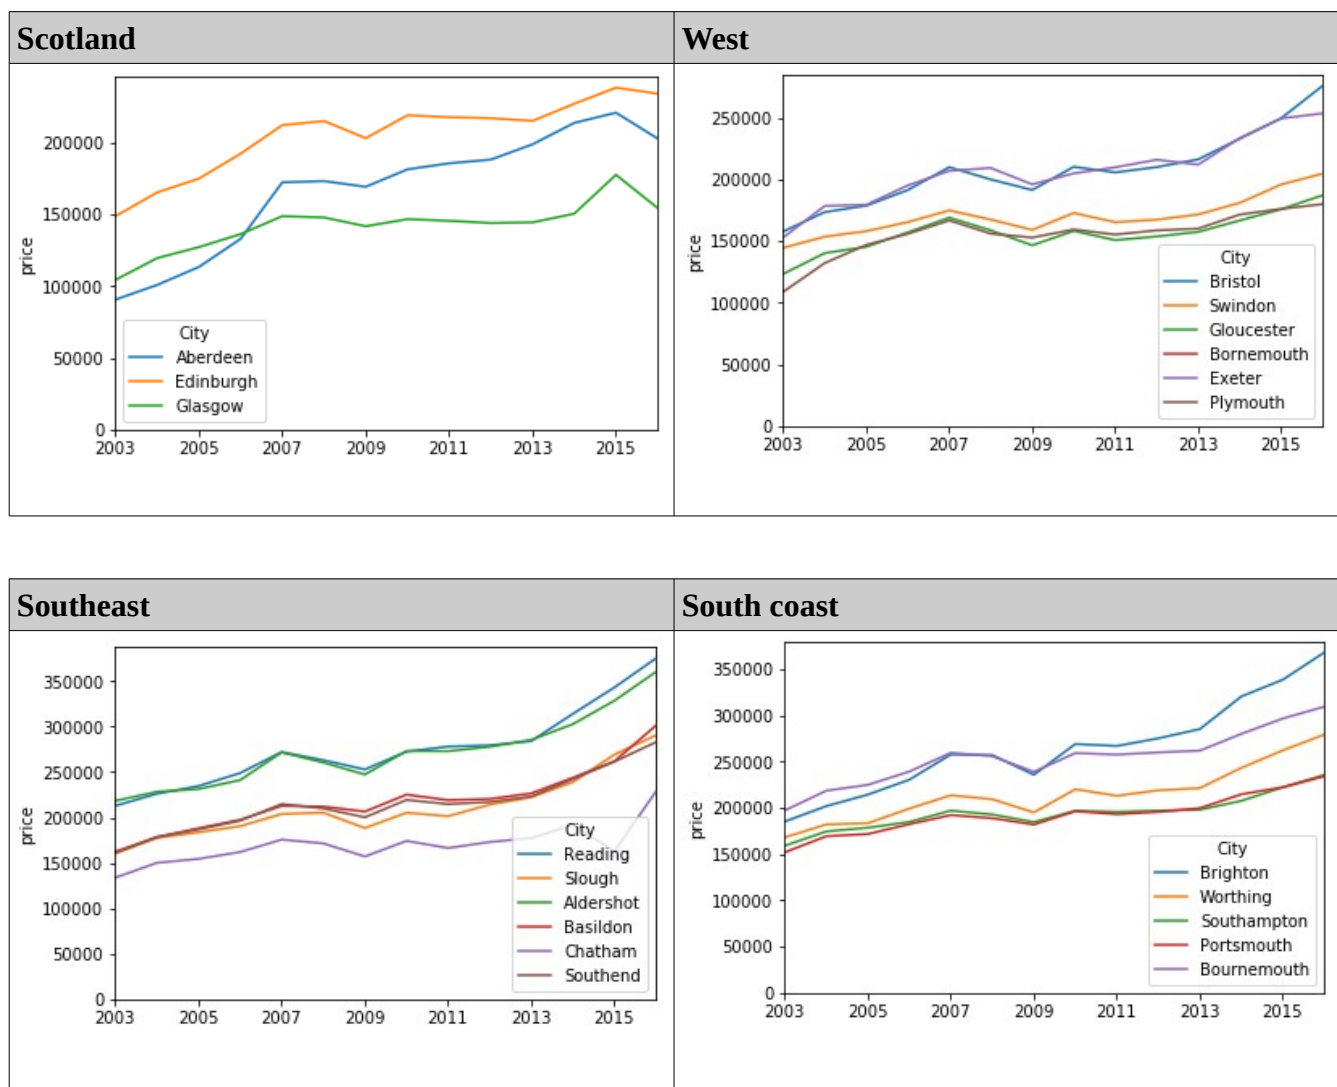 Scotland
West
200000
150000
100000
50000
0
price
City
Aberdeen
Edinburgh
Glasgow
2003 2005 2007 2009 2011 2013 2015
250000
200000
150000
100000
50000
0
price
City
Bristol
Swindon
Gloucester
Bornemouth
Exeter
Plymouth
2003 2005 2007 2009 2011 2013 2015
Southeast
South coast
350000
300000
250000
200000
150000
100000
50000
0
price
City
Reading
Slough
Aldershot
Basildon
Chatham
Southend
2003 2005 2007 2009 2011 2013 2015
350000
300000
250000
200000
150000
100000
50000
0
price
City
Brighton
Worthing
Southampton
Portsmouth
Bournemouth
2003 2005 2007 2009 2011 2013 2015